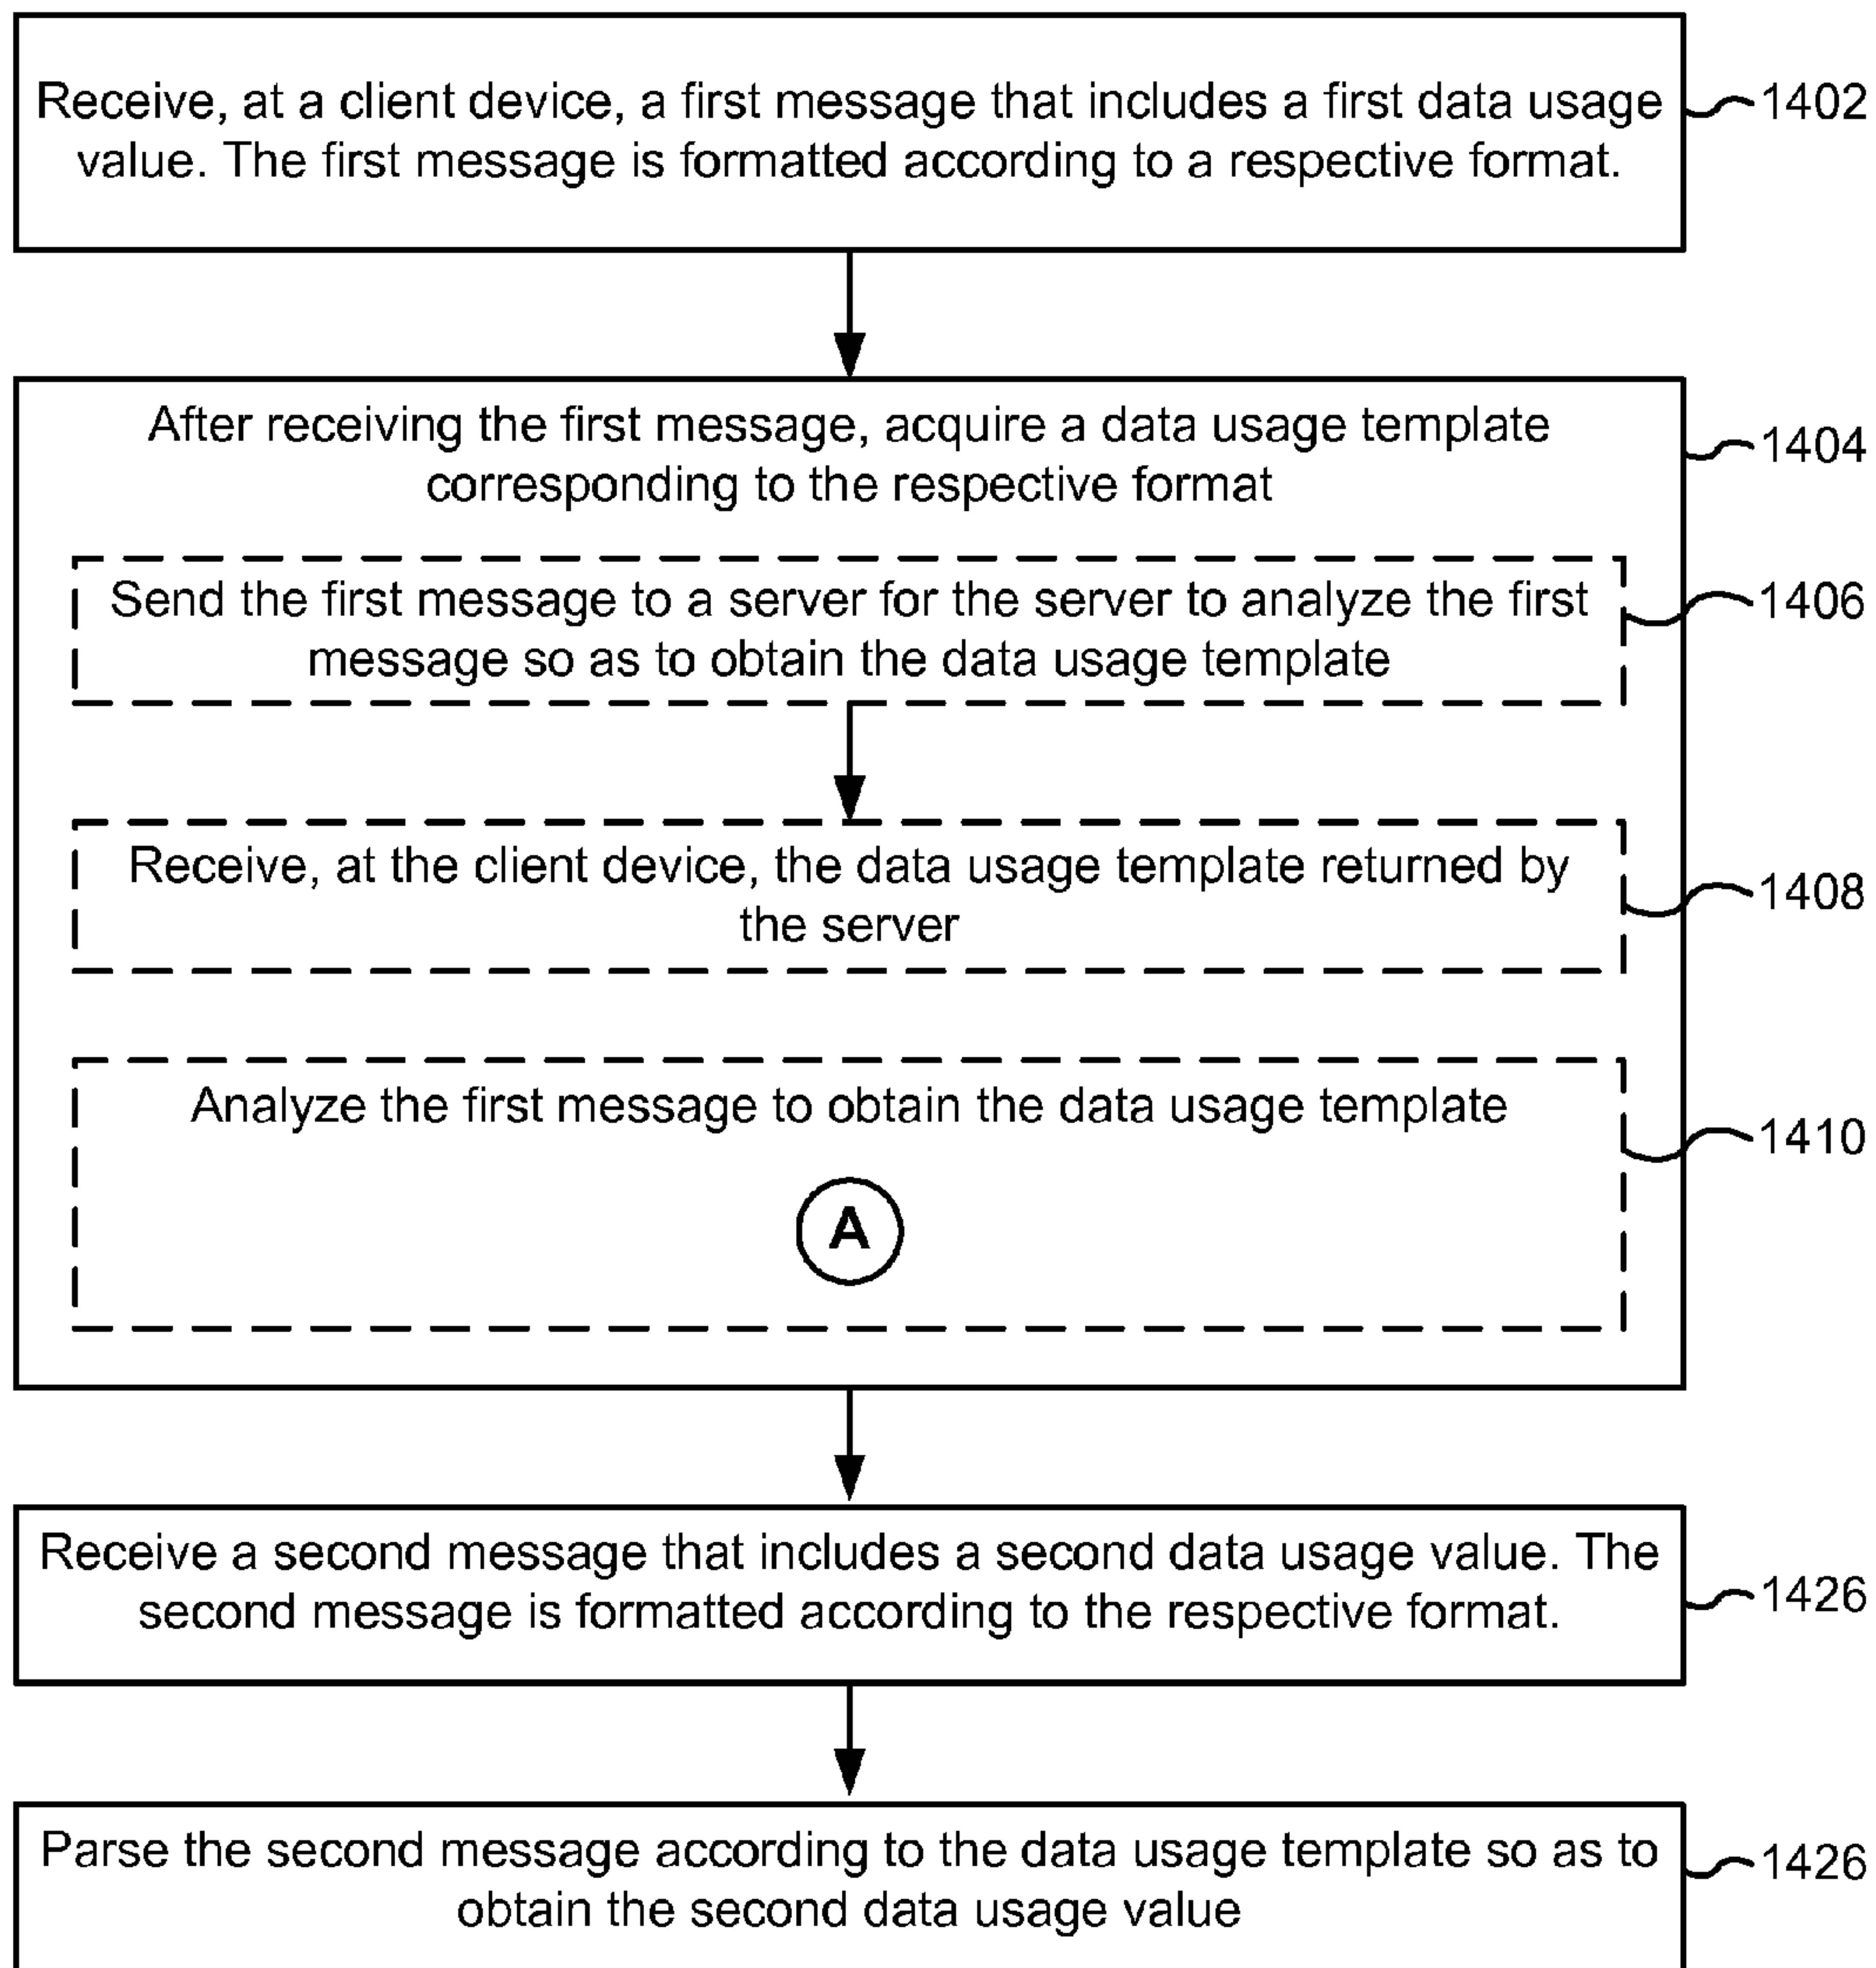 Receive, at a client device, a first message that includes a first data usage
value. The first message is formatted according to a respective format.
1402
After receiving the first message, acquire a data usage template
corresponding to the respective format
1404
Send the first message to a server for the server to analyze the first
message so as to obtain the data usage template
1406
Receive, at the client device, the data usage template returned by
the server
1408
Analyze the first message to obtain the data usage template
1410
A
Receive a second message that includes a second data usage value. The
second message is formatted according to the respective format.
1426
Parse the second message according to the data usage template so as to
obtain the second data usage value
1426